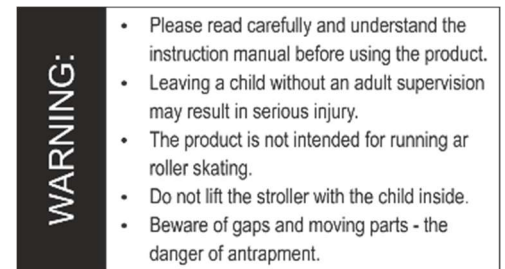 WARNING:
• Please read carefully and understand the
instruction manual before using the product.
• Leaving a child without an adult supervision
may result in serious injury.
• The product is not intended for running ar
roller skating.
• Do not lift the stroller with the child inside.
• Beware of gaps and moving parts - the
danger of antrapment.